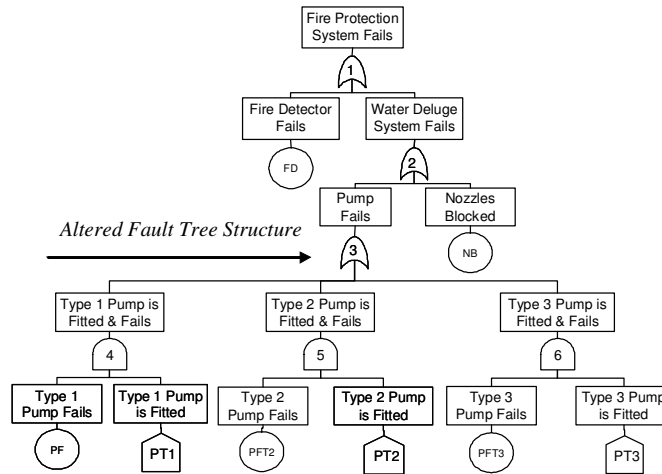 Fire Protection
System Fails
1
Fire Detector
Fails
Water Deluge
System Fails
FD
2
Pump
Fails
Nozzles
Blocked
Altered Fault Tree Structure
3
NB
Type 1 Pump is
Fitted & Fails
Type 2 Pump is
Fitted & Fails
Type 3 Pump is
Fitted & Fails
4
5
6
Type 1
Pump Fails
Type 1 Pump
is Fitted
Type 2
Pump Fails
Type 2 Pump
is Fitted
Type 3
Pump Fails
Type 3 Pump
is Fitted
PF
PT1
PFT2
PT2
PFT3
PT3